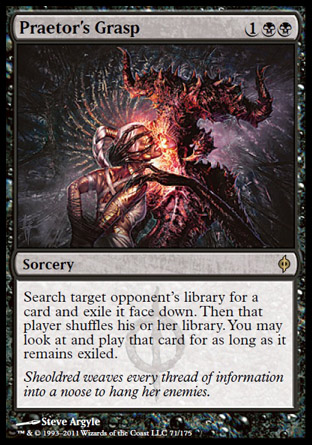 Praetor's Grasp 1
Sorcery
Search target opponent's library for a
card and exile it face down. Then that
player shuffles his or her library. You may
look at and play that card for as long as it
remains exiled.
Sheoldred weaves every thread of information
into a noose to hang her enemies.
Steve Argyle
™ & © 1993–2011 Wizards of the Coast LLC 71/175